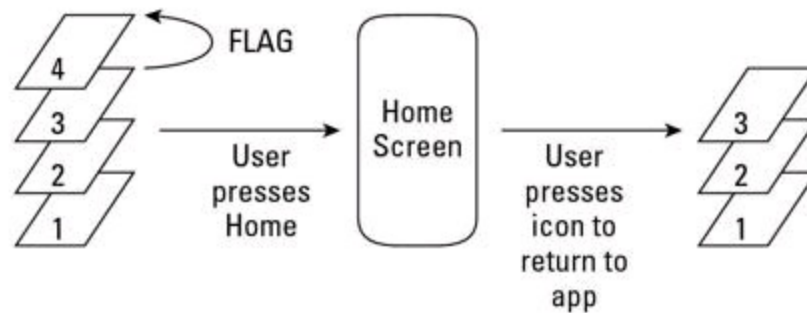 4
FLAG
3
2
1
User
presses
Home
Home
Screen
User
presses
icon to
return to
app
3
2
1